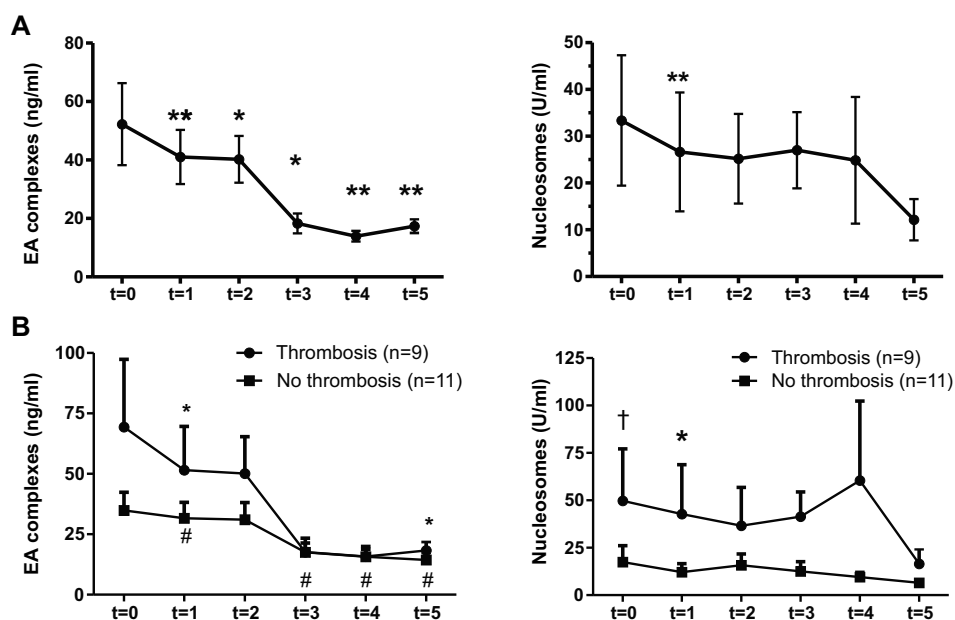 A
EA complexes (ng/ml)
80
60
40
20
0
** * * ** **
t=0 t=1 t=2 t=3 t=4 t=5
Nucleosomes (U/ml)
50
40
30
20
10
0
**
t=0 t=1 t=2 t=3 t=4 t=5
B
EA complexes (ng/ml)
100
75
50
25
0
Thrombosis (n=9)
No thrombosis (n=11)
* *
# # # #
t=0 t=1 t=2 t=3 t=4 t=5
Nucleosomes (U/ml)
125
100
75
50
25
0
Thrombosis (n=9)
No thrombosis (n=11)
† *
t=0 t=1 t=2 t=3 t=4 t=5